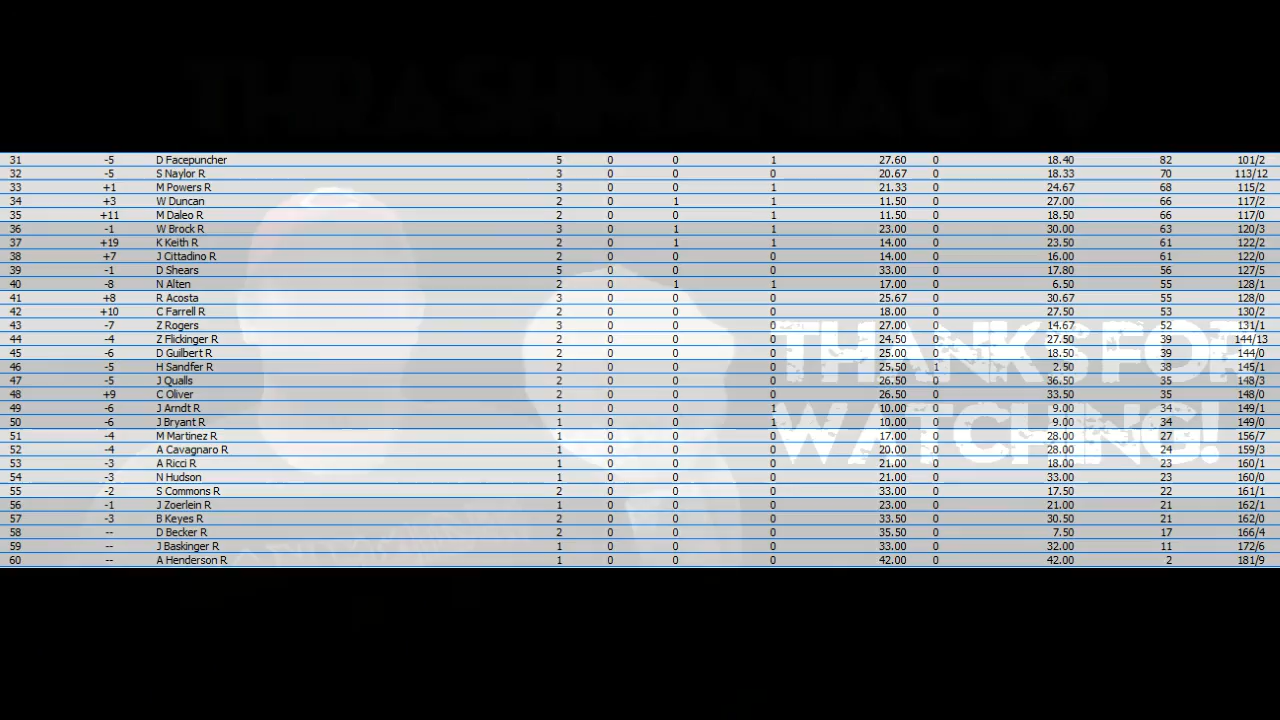 THRASHMANIAC99
31 -5 D Facepuncher 5 0 0 1 27.60 0 18.40 82 101/2
32 -5 S Naylor R 3 0 0 0 20.67 0 18.33 70 113/12
33 +1 M Powers R 3 0 0 1 21.33 0 24.67 68 115/2
34 +3 W Duncan 2 0 1 1 11.50 0 27.00 66 117/2
35 +11 M Daleo R 2 0 0 1 11.50 0 18.50 66 117/0
36 -1 W Brock R 3 0 1 1 23.00 0 30.00 63 120/3
37 +19 K Keith R 2 0 1 1 14.00 0 23.50 61 122/2
38 +7 J Cittadino R 2 0 0 0 14.00 0 16.00 61 122/0
39 -1 D Shears 5 0 0 0 33.00 0 17.80 56 127/5
40 -8 N Alten 2 0 1 1 17.00 0 6.50 55 128/1
41 +8 R Acosta 3 0 0 0 25.67 0 30.67 55 128/0
42 +10 C Farrell R 2 0 0 0 18.00 0 27.50 53 130/2
43 -7 Z Rogers 3 0 0 0 27.00 0 14.67 52 131/1
44 -4 Z Flickinger R 2 0 0 0 24.50 0 27.50 39 144/13
45 -6 D Guilbert R 2 0 0 0 25.00 0 18.50 39 144/0
46 -5 H Sandfer R 2 0 0 0 25.50 1 2.50 38 145/1
47 -5 J Qualls 2 0 0 0 26.50 0 36.50 35 148/3
48 +9 C Oliver 2 0 0 0 26.50 0 33.50 35 148/0
49 -6 J Arndt R 1 0 0 1 10.00 0 9.00 34 149/1
50 -6 J Bryant R 1 0 0 1 10.00 0 9.00 34 149/0
51 -4 M Martinez R 1 0 0 0 17.00 0 28.00 27 156/7
52 -4 A Cavagnaro R 1 0 0 0 20.00 0 28.00 24 159/3
53 -3 A Ricci R 1 0 0 0 21.00 0 18.00 23 160/1
54 -3 N Hudson 1 0 0 0 21.00 0 33.00 23 160/0
55 -2 S Commons R 2 0 0 0 33.00 0 17.50 22 161/1
56 -1 J Zoerlein R 1 0 0 0 23.00 0 21.00 21 162/1
57 -3 B Keyes R 2 0 0 0 33.50 0 30.50 21 162/0
58 -- D Becker R 2 0 0 0 35.50 0 7.50 17 166/4
59 -- J Baskinger R 1 0 0 0 33.00 0 32.00 11 172/6
60 -- A Henderson R 1 0 0 0 42.00 0 42.00 2 181/9
THANKS FOR
WATCHING!